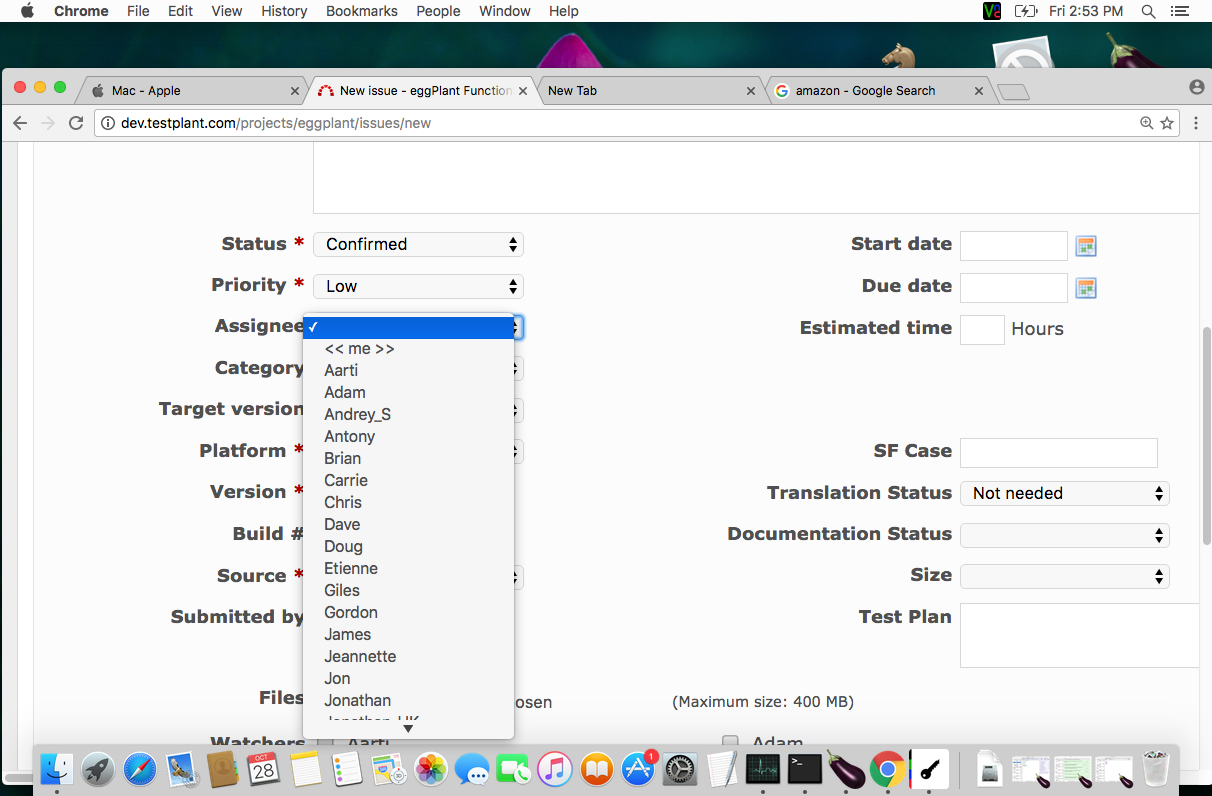 Chrome File Edit View History Bookmarks People Window Help Fri 2:53 PM
Mac - Apple New issue - eggPlant Function New Tab amazon - Google Search
dev.testplant.com/projects/eggplant/issues/new
Status * Confirmed Start date
Priority * Low Due date
Assignee Estimated time Hours
<< me >>
Category Aarti
Adam
Target version Andrey_S
Antony
Platform * Brian SF Case
Carrie
Version * Chris Translation Status Not needed
Build # Dave Documentation Status
Doug
Source * Etienne Size
Giles
Submitted by Gordon Test Plan
James
Jeannette
Jon
Files Jonathan osen (Maximum size: 400 MB)
Jonathan_UK
Watchers Aarti Adam
OCT
28
1